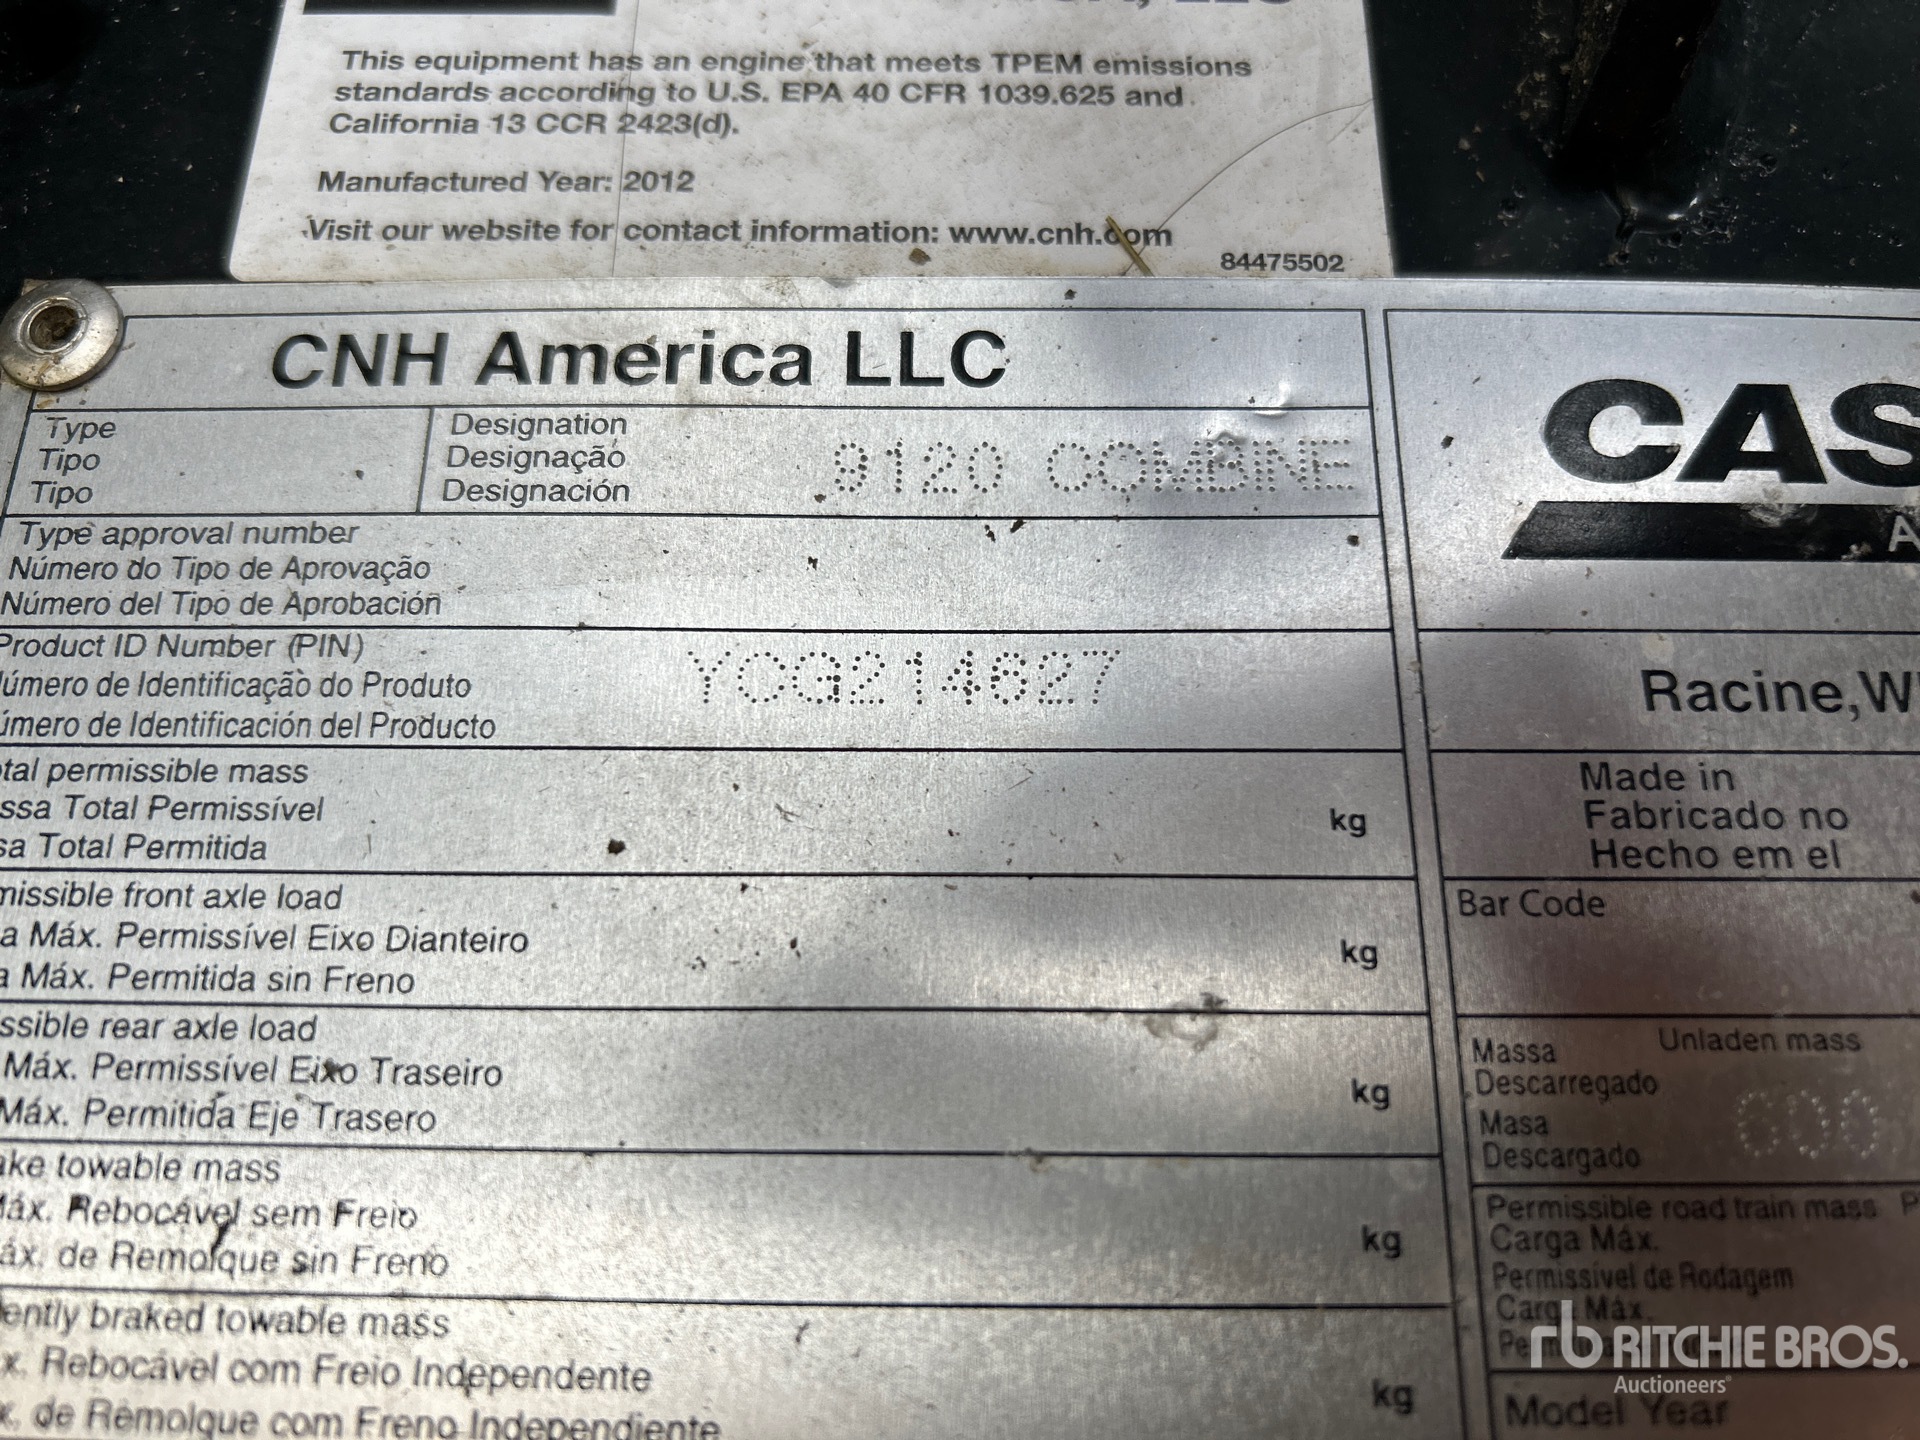 This equipment has an engine that meets TPEM emissions
standards according to U.S. EPA 40 CFR 1039.625 and
California 13 CCR 2423(d).
Manufactured Year: 2012
Visit our website for contact information: www.cnh.com
84475502
CNH America LLC
Type
Tipo
Tipo
Designation
Designação
Designación
9120 COMBINE
Type approval number
Número do Tipo de Aprovação
Número del Tipo de Aprobación
Product ID Number (PIN)
Número de Identificação do Produto
Número de Identificación del Producto
YCG214627
tal permissible mass
ssa Total Permissível
sa Total Permitida
kg
missible front axle load
a Máx. Permissível Eixo Dianteiro
a Máx. Permitida sin Freno
kg
ssible rear axle load
Máx. Permissível Eixo Traseiro
Máx. Permitida Eje Trasero
kg
ake towable mass
Máx. Rebocável sem Freio
áx. de Remolque sin Freno
kg
ently braked towable mass
x. Rebocável com Freio Independente
x. de Remolque com Freno Independiente
kg
CAS
A
Racine, W
Made in
Fabricado no
Hecho em el
Bar Code
Unladen mass
Massa
Descarregado
Masa
Descargado
Permissible road train mass P
Carga Máx.
Permissível de Rodagem
Carga Máx.
rb RITCHIE BROS.
Auctioneers
Model Year